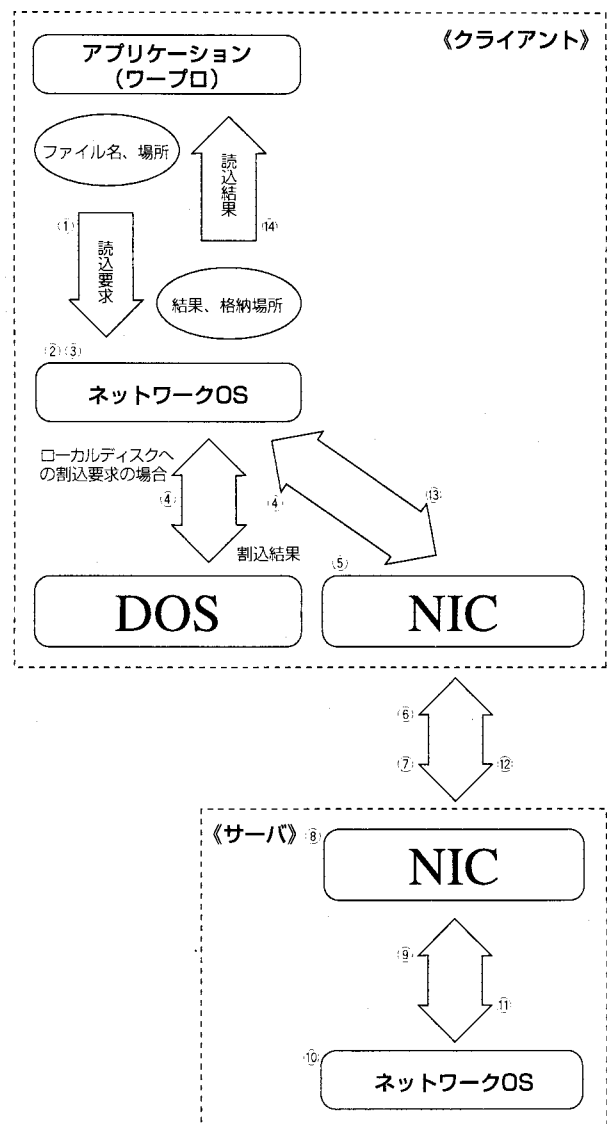 《クライアント》
アプリケーション
(ワープロ)
ファイル名、場所
読込結果
①
⑭
読込要求
結果、格納場所
②③
ネットワークOS
ローカルディスクへ
の割込要求の場合
④
④
⑬
割込結果
⑤
DOS
NIC
⑥
⑦
⑫
《サーバ》
⑧
NIC
⑨
⑪
⑩
ネットワークOS